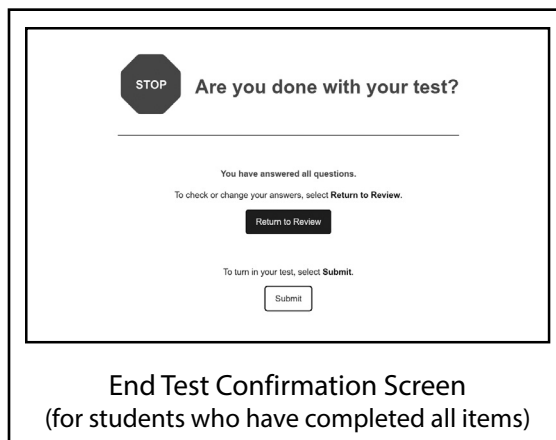 STOP
Are you done with your test?
You have answered all questions.
To check or change your answers, select Return to Review.
Return to Review
To turn in your test, select Submit.
Submit
End Test Confirmation Screen
(for students who have completed all items)